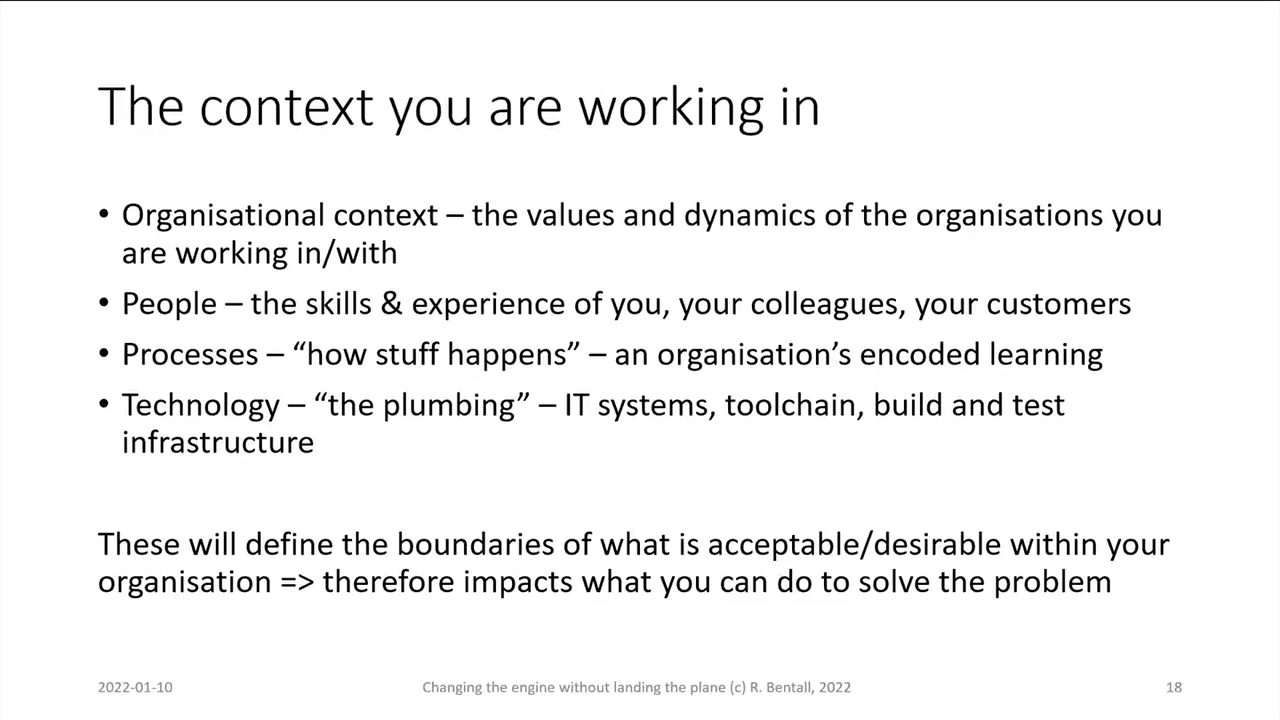 The context you are working in
• Organisational context – the values and dynamics of the organisations you
are working in/with
• People – the skills & experience of you, your colleagues, your customers
• Processes – “how stuff happens” – an organisation’s encoded learning
• Technology – “the plumbing” – IT systems, toolchain, build and test
infrastructure
These will define the boundaries of what is acceptable/desirable within your
organisation => therefore impacts what you can do to solve the problem
2022-01-10
Changing the engine without landing the plane (c) R. Bentall, 2022
18